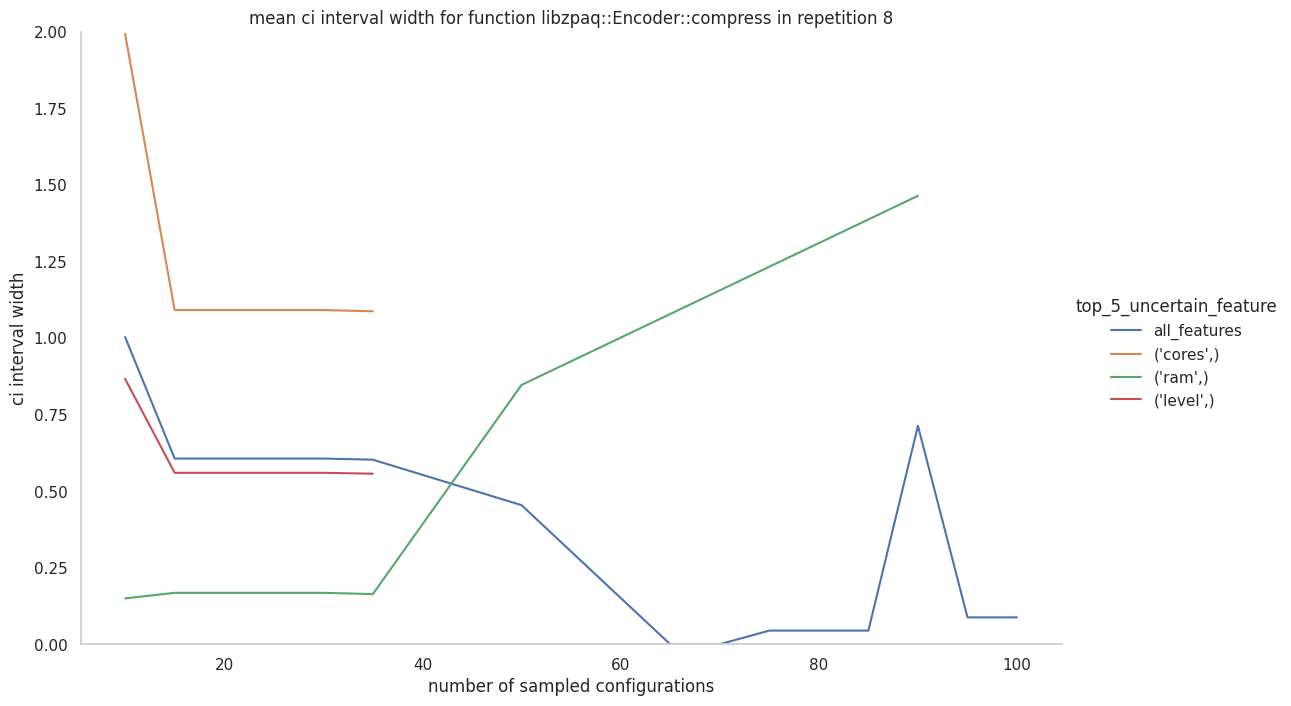 mean ci interval width for function libzpaq::Encoder::compress in repetition 8
2.00
1.75
1.50
1.25
1.00
0.75
0.50
0.25
0.00
ci interval width
20
40
60
80
100
number of sampled configurations
top_5_uncertain_feature
all_features
('cores',)
('ram',)
('level',)